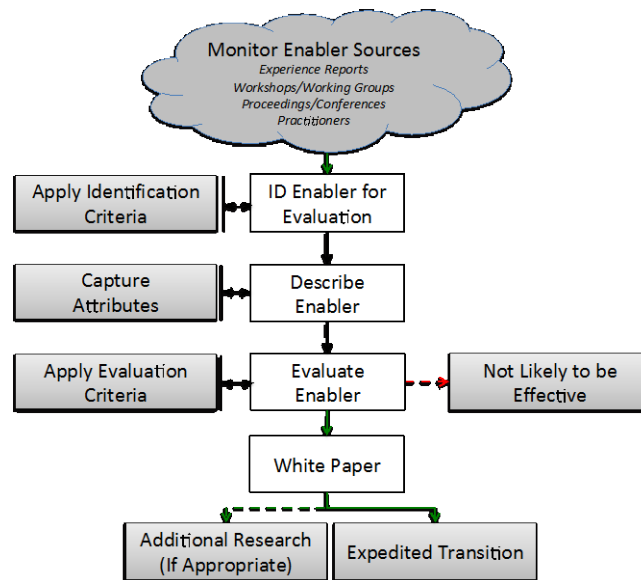 Monitor Enabler Sources
Experience Reports
Workshops/Working Groups
Proceedings/Conferences
Practitioners
Apply Identification
Criteria
ID Enabler for
Evaluation
Capture
Attributes
Describe
Enabler
Apply Evaluation
Criteria
Evaluate
Enabler
Not Likely to be
Effective
White Paper
Additional Research
(If Appropriate)
Expedited Transition